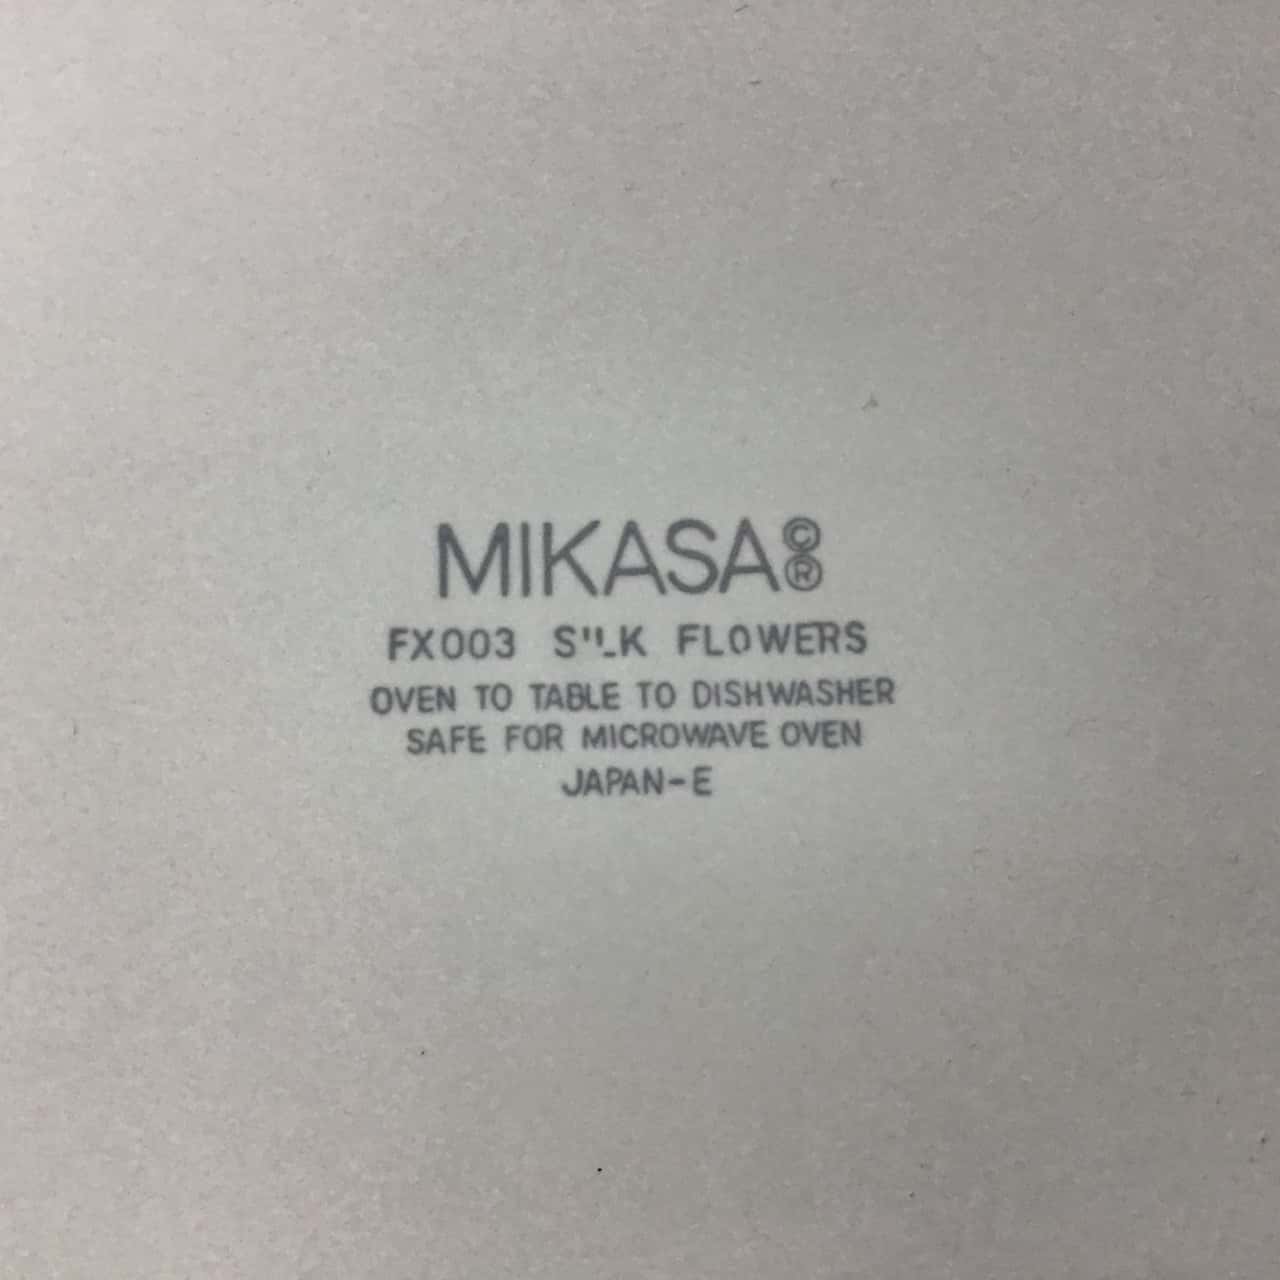 MIKASA©®
FX003 SILK FLOWERS
OVEN TO TABLE TO DISHWASHER
SAFE FOR MICROWAVE OVEN
JAPAN-E